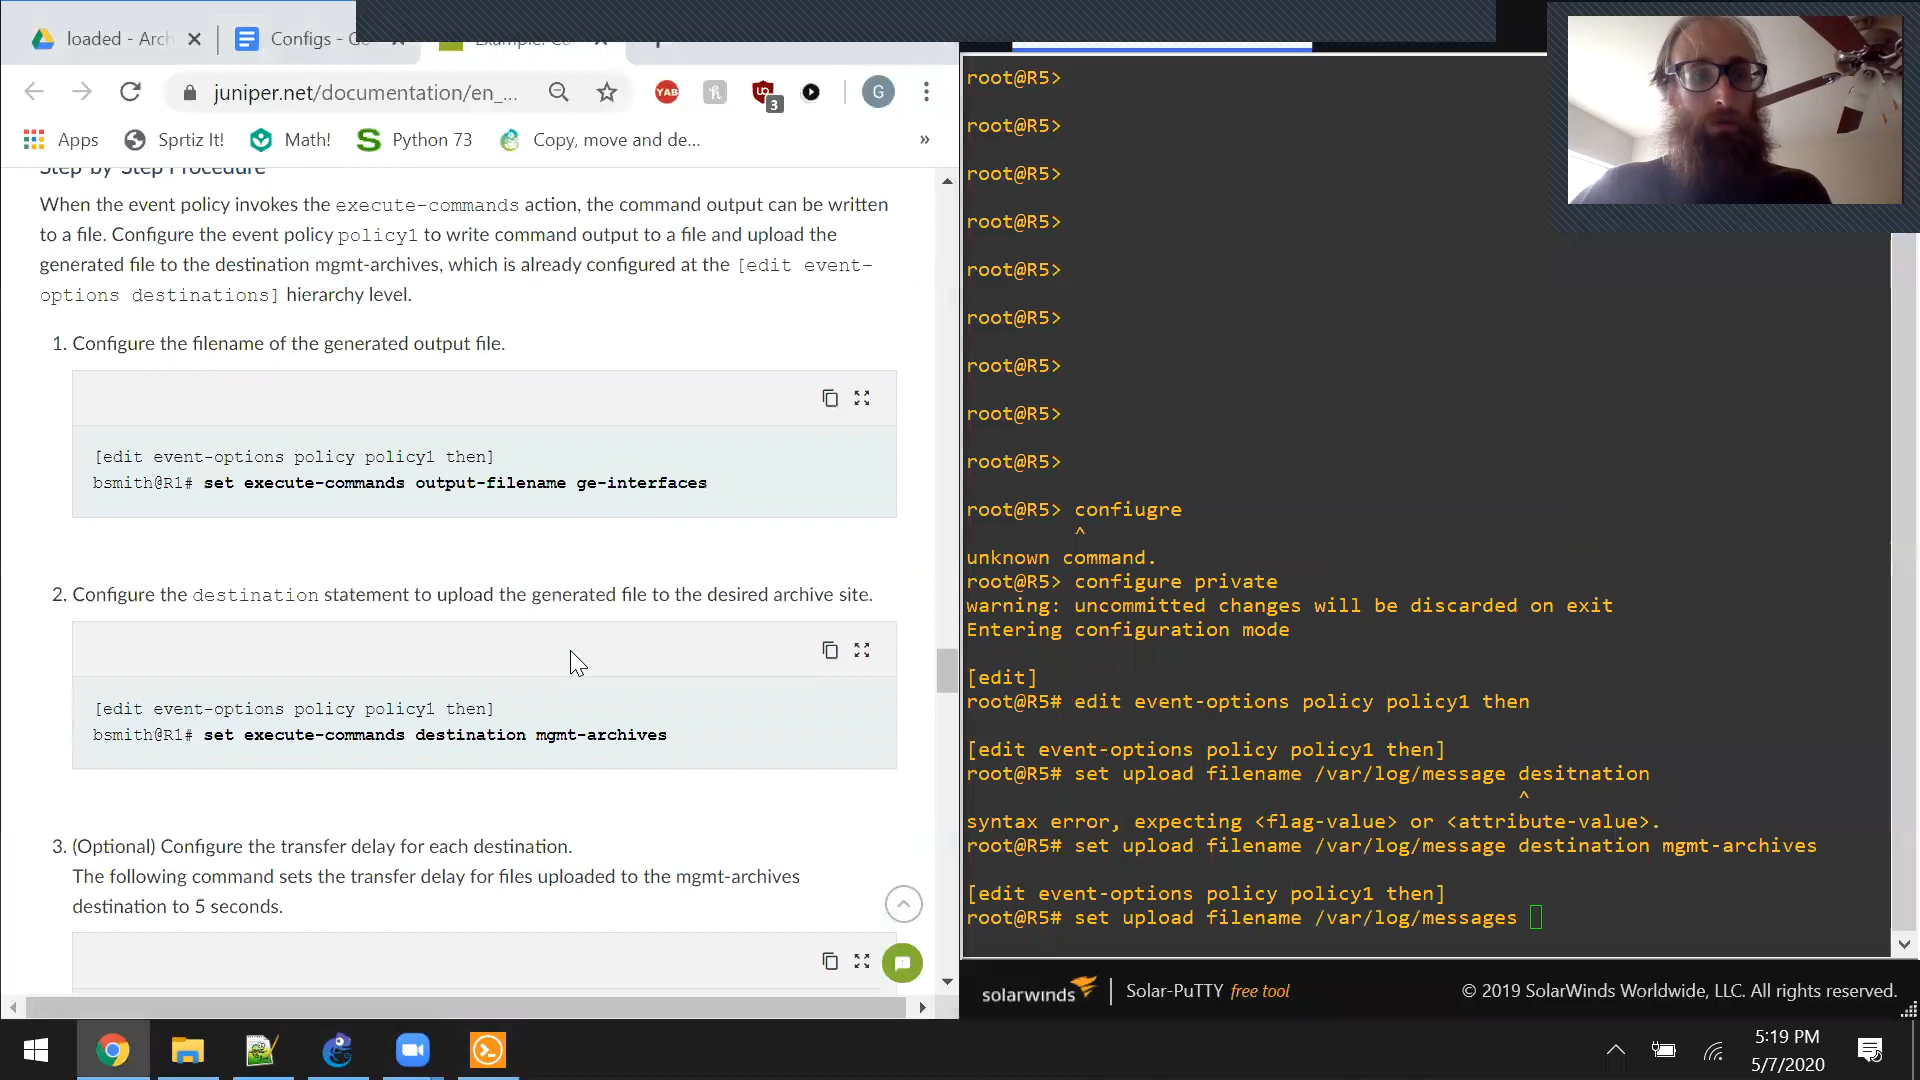 loaded - Arch
Configs - G
Example: Co
juniper.net/documentation/en_...
YAB
3
G
Apps
Sprtiz It!
Math!
Python 73
Copy, move and de...
»
Step-by-Step Procedure
When the event policy invokes the execute-commands action, the command output can be written
to a file. Configure the event policy policy1 to write command output to a file and upload the
generated file to the destination mgmt-archives, which is already configured at the [edit event-
options destinations] hierarchy level.
1. Configure the filename of the generated output file.
[edit event-options policy policy1 then]
bsmith@R1# set execute-commands output-filename ge-interfaces
2. Configure the destination statement to upload the generated file to the desired archive site.
[edit event-options policy policy1 then]
bsmith@R1# set execute-commands destination mgmt-archives
3. (Optional) Configure the transfer delay for each destination.
The following command sets the transfer delay for files uploaded to the mgmt-archives
destination to 5 seconds.
root@R5>
root@R5>
root@R5>
root@R5>
root@R5>
root@R5>
root@R5>
root@R5>
root@R5>
root@R5> confiugre
^
unknown command.
root@R5> configure private
warning: uncommitted changes will be discarded on exit
Entering configuration mode
[edit]
root@R5# edit event-options policy policy1 then
[edit event-options policy policy1 then]
root@R5# set upload filename /var/log/message desitnation
^
syntax error, expecting <flag-value> or <attribute-value>.
root@R5# set upload filename /var/log/message destination mgmt-archives
[edit event-options policy policy1 then]
root@R5# set upload filename /var/log/messages
solarwinds
Solar-PuTTY free tool
© 2019 SolarWinds Worldwide, LLC. All rights reserved.
5:19 PM
5/7/2020